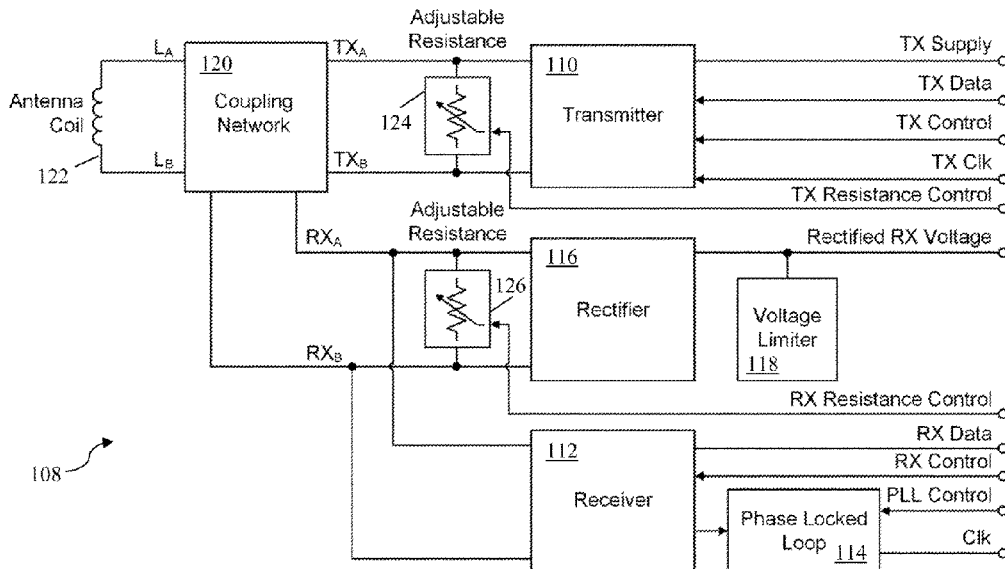 Adjustable
Resistance
L_A
120
TX_A
110
TX Supply
Coupling
Network
124
Transmitter
TX Data
Antenna
Coil
TX Control
122
L_B
TX_B
TX Clk
TX Resistance Control
Adjustable
Resistance
RX_A
116
Rectified RX Voltage
126
Rectifier
Voltage
Limiter
118
RX_B
RX Resistance Control
108
112
RX Data
RX Control
Receiver
Phase Locked
Loop
114
PLL Control
Clk